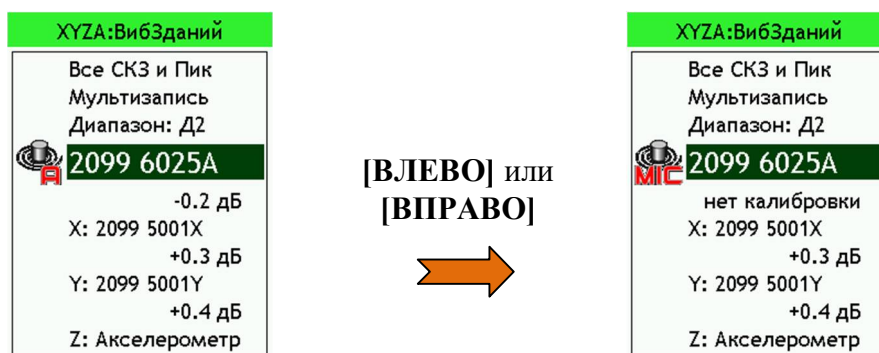 XYZA:ВибЗданий
Все СКЗ и Пик
Мультизапись
Диапазон: Д2
A
2099 6025A
-0.2 дБ
X: 2099 5001X
+0.3 дБ
Y: 2099 5001Y
+0.4 дБ
Z: Акселерометр
[ВЛЕВО] или
[ВПРАВО]
XYZA:ВибЗданий
Все СКЗ и Пик
Мультизапись
Диапазон: Д2
MIC
2099 6025A
нет калибровки
X: 2099 5001X
+0.3 дБ
Y: 2099 5001Y
+0.4 дБ
Z: Акселерометр